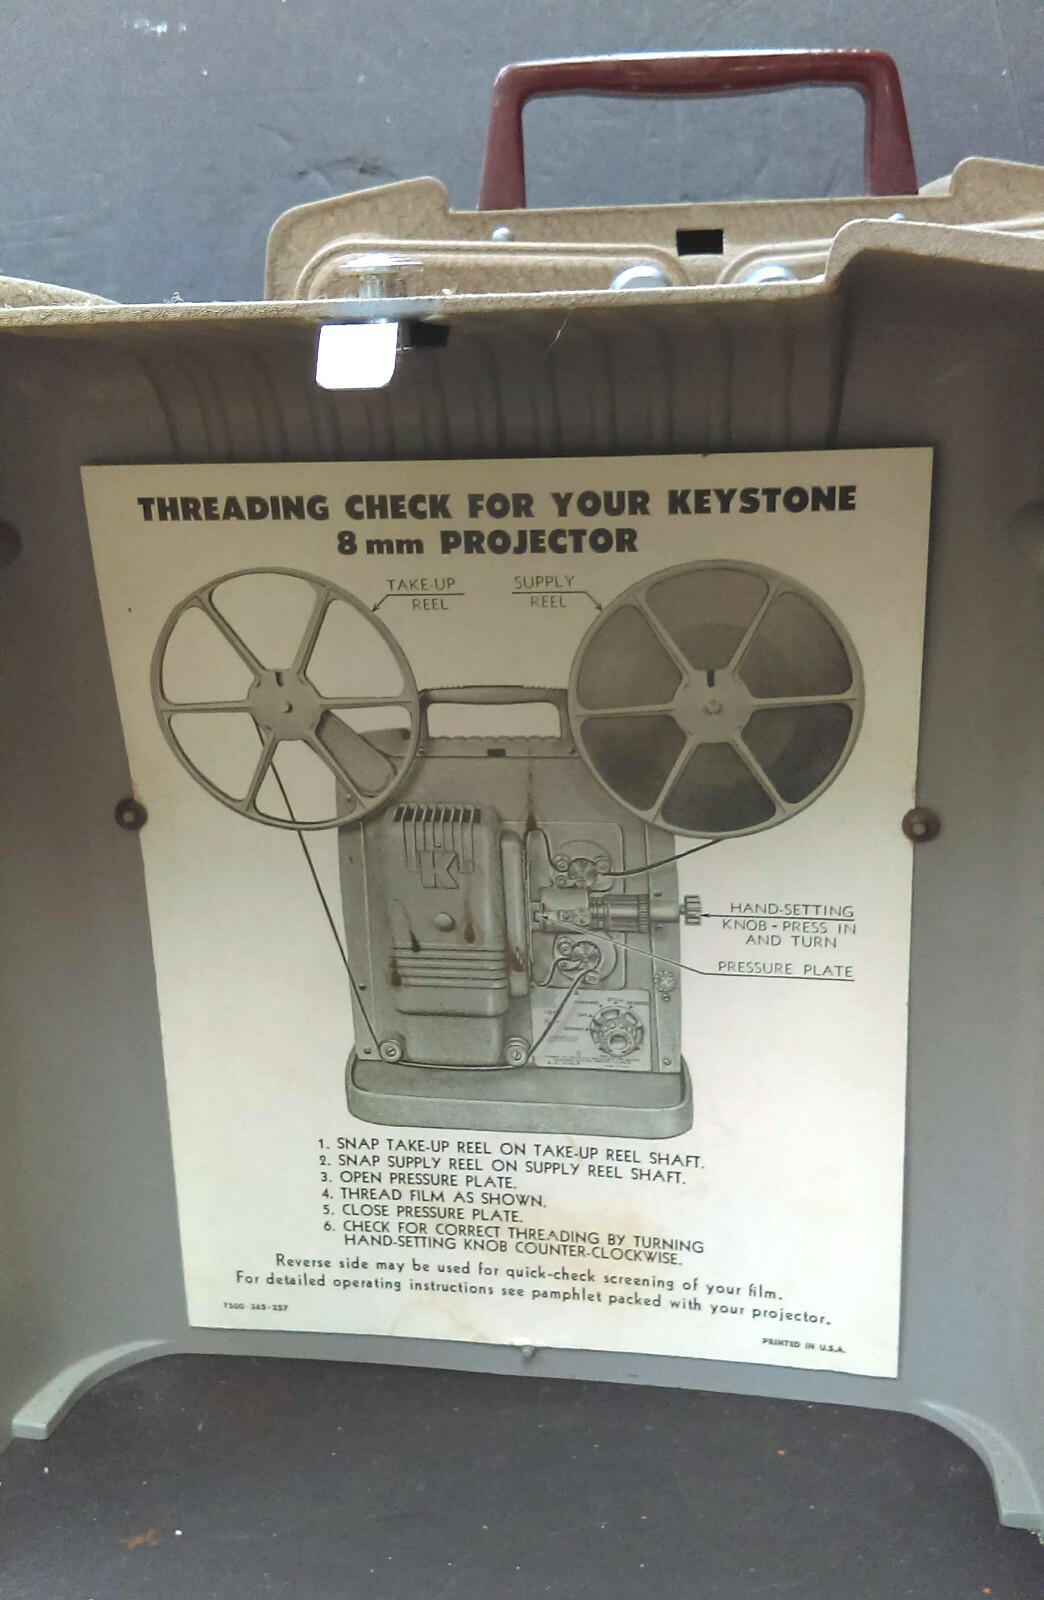 THREADING CHECK FOR YOUR KEYSTONE
8 mm PROJECTOR
TAKE-UP
REEL
SUPPLY
REEL
K
HAND-SETTING
KNOB - PRESS IN
AND TURN
PRESSURE PLATE
1. SNAP TAKE-UP REEL ON TAKE-UP REEL SHAFT.
2. SNAP SUPPLY REEL ON SUPPLY REEL SHAFT.
3. OPEN PRESSURE PLATE.
4. THREAD FILM AS SHOWN.
5. CLOSE PRESSURE PLATE.
6. CHECK FOR CORRECT THREADING BY TURNING
HAND-SETTING KNOB COUNTER-CLOCKWISE.
Reverse side may be used for quick-check screening of your film.
For detailed operating instructions see pamphlet packed with your projector.
7500-365-257
PRINTED IN U.S.A.